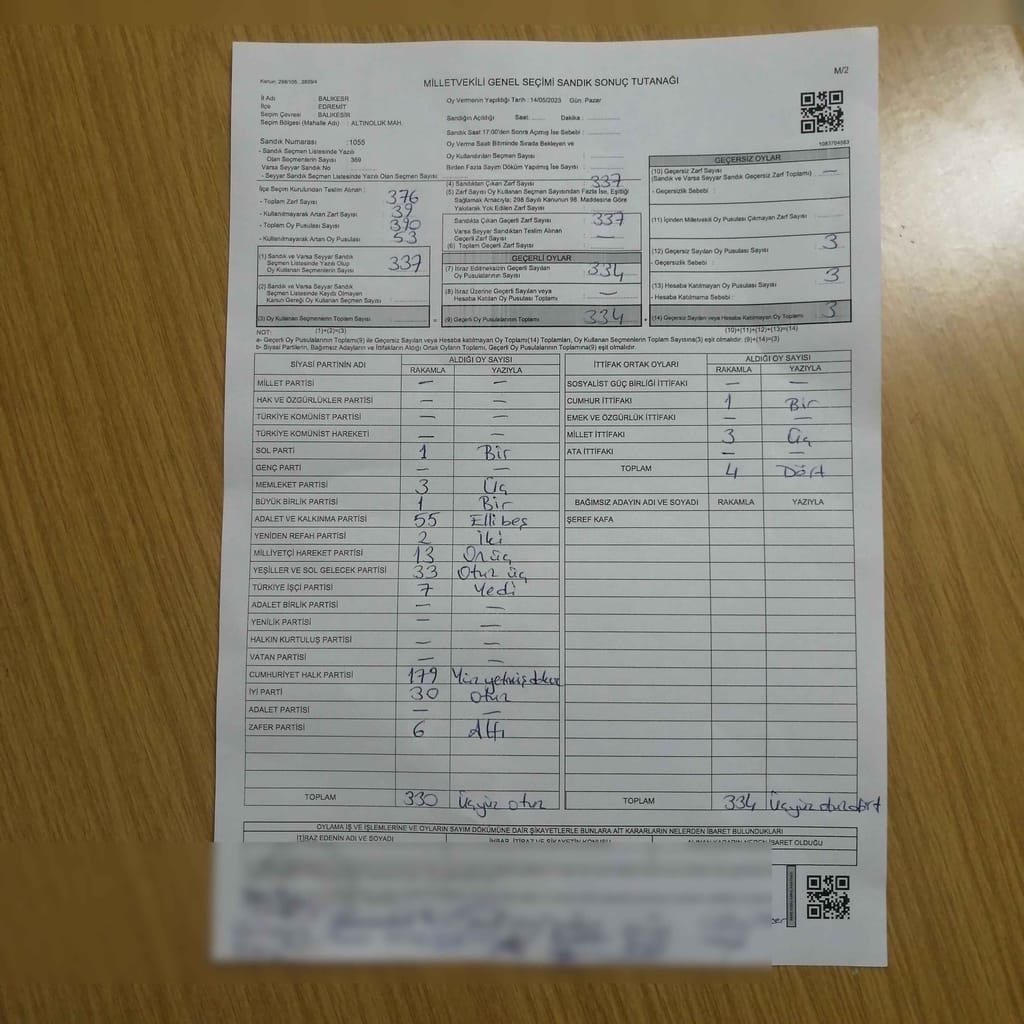 Kanun: 298/105 , 2839/4
M/2
MİLLETVEKİLİ GENEL SEÇİMİ SANDIK SONUÇ TUTANAĞI
İl Adı : BALIKESR
İlçe : EDREMİT
Seçim Çevresi : BALIKESİR
Seçim Bölgesi (Mahalle Adı) : ALTINOLUK MAH.
Sandık Numarası :1055
- Sandık Seçmen Listesinde Yazılı
Olan Seçmenlerin Sayısı : 369
Varsa Seyyar Sandık No :
- Seyyar Sandık Listesinde Yazılı Olan Seçmen Sayısı:
Oy Vermenin Yapıldığı Tarih : 14/05/2023 Gün: Pazar
Sandığın Açıldığı Saat: Dakika :
Sandık Saat 17:00'den Sonra Açılmış İse Sebebi :
Oy Verme Saati Bitiminde Sırada Bekleyen ve
Oy Kullandırılan Seçmen Sayısı :
Birden Fazla Sayım Döküm Yapılmış İse Sayısı :
1083704563
İlçe Seçim Kurulundan Teslim Alınan :
- Toplam Zarf Sayısı : 376
- Kullanılmayarak Artan Zarf Sayısı : 39
- Toplam Oy Pusulası Sayısı : 390
- Kullanılmayarak Artan Oy Pusulası : 53
(1) Sandık ve Varsa Seyyar Sandık
Seçmen Listesinde Yazılı Olup
Oy Kullanan Seçmenlerin Sayısı : 337
(2) Sandık ve Varsa Seyyar Sandık
Seçmen Listesinde Kaydı Olmayan
Kanun Gereği Oy Kullanan Seçmen Sayısı :
(3) Oy Kullanan Seçmenlerin Toplam Sayısı :
(1)+(2)=(3)
(4) Sandıktan Çıkan Zarf Sayısı : 337
(5) Zarf Sayısı Oy Kullanan Seçmen Sayısından Fazla İse, Eşitliği
Sağlamak Amacıyla; 298 Sayılı Kanunun 98. Maddesine Göre
Yakılarak Yok Edilen Zarf Sayısı :
Sandıkta Çıkan Geçerli Zarf Sayısı : 337
Varsa Seyyar Sandıktan Teslim Alınan
Geçerli Zarf Sayısı : —
(6) Toplam Geçerli Zarf Sayısı :
GEÇERLİ OYLAR
(7) İtiraz Edilmeksizin Geçerli Sayılan
Oy Pusulalarının Sayısı : 334
(8) İtiraz Üzerine Geçerli Sayılan veya
Hesaba Katılan Oy Pusulası Toplamı : —
(9) Geçerli Oy Pusulalarının Toplamı : 334
GEÇERSİZ OYLAR
(10) Geçersiz Zarf Sayısı
(Sandık ve Varsa Seyyar Sandık Geçersiz Zarf Toplamı) : —
- Geçersizlik Sebebi :
(11) İçinden Milletvekili Oy Pusulası Çıkmayan Zarf Sayısı :
(12) Geçersiz Sayılan Oy Pusulası Sayısı : 3
- Geçersizlik Sebebi :
(13) Hesaba Katılmayan Oy Pusulası Sayısı : 3
- Hesaba Katılmama Sebebi :
(14) Geçersiz Sayılan veya Hesaba Katılmayan Oy Toplamı : 3
(10)+(11)+(12)+(13)=(14)
NOT:
a- Geçerli Oy Pusulalarının Toplamı(9) ile Geçersiz Sayılan veya Hesaba Katılmayan Oy Toplamı(14) Toplamları, Oy Kullanan Seçmenlerin Toplam Sayısına(3) eşit olmalıdır. (9)+(14)=(3)
b- Siyasi Partilerin, Bağımsız Adayların ve İttifakların Aldığı Ortak Oyların Toplamı, Geçerli Oy Pusulalarının Toplamına(9) eşit olmalıdır.
SİYASİ PARTİNİN ADI ALDIĞI OY SAYISI
RAKAMLA YAZIYLA
MİLLET PARTİSİ — —
HAK VE ÖZGÜRLÜKLER PARTİSİ — —
TÜRKİYE KOMÜNİST PARTİSİ — —
TÜRKİYE KOMÜNİST HAREKETİ — —
SOL PARTİ 1 Bir
GENÇ PARTİ — —
MEMLEKET PARTİSİ 3 Üç
BÜYÜK BİRLİK PARTİSİ 1 Bir
ADALET VE KALKINMA PARTİSİ 55 Elli beş
YENİDEN REFAH PARTİSİ 2 İki
MİLLİYETÇİ HAREKET PARTİSİ 13 On üç
YEŞİLLER VE SOL GELECEK PARTİSİ 33 Otuz üç
TÜRKİYE İŞÇİ PARTİSİ 7 Yedi
ADALET BİRLİK PARTİSİ — —
YENİLİK PARTİSİ — —
HALKIN KURTULUŞ PARTİSİ — —
VATAN PARTİSİ — —
CUMHURİYET HALK PARTİSİ 179 Yüz yetmiş dokuz
İYİ PARTİ 30 Otuz
ADALET PARTİSİ — —
ZAFER PARTİSİ 6 Altı
TOPLAM 330 Üçyüz otuz
İTTİFAK ORTAK OYLARI ALDIĞI OY SAYISI
RAKAMLA YAZIYLA
SOSYALİST GÜÇ BİRLİĞİ İTTİFAKI — —
CUMHUR İTTİFAKI 1 Bir
EMEK VE ÖZGÜRLÜK İTTİFAKI — —
MİLLET İTTİFAKI 3 Üç
ATA İTTİFAKI — —
TOPLAM 4 Dört
BAĞIMSIZ ADAYIN ADI VE SOYADI RAKAMLA YAZIYLA
ŞEREF KAFA
TOPLAM 334 Üçyüz otuzdört
OYLAMA İŞ VE İŞLEMLERİNE VE OYLARIN SAYIM DÖKÜMÜNE DAİR ŞİKAYETLERLE BUNLARA AİT KARARLARIN NELERDEN İBARET BULUNDUKLARI
İTİRAZ EDENİN ADI VE SOYADI İHBAR, İTİRAZ VE ŞİKAYETİN KONUSU ALINAN KARARIN NEDEN İBARET OLDUĞU